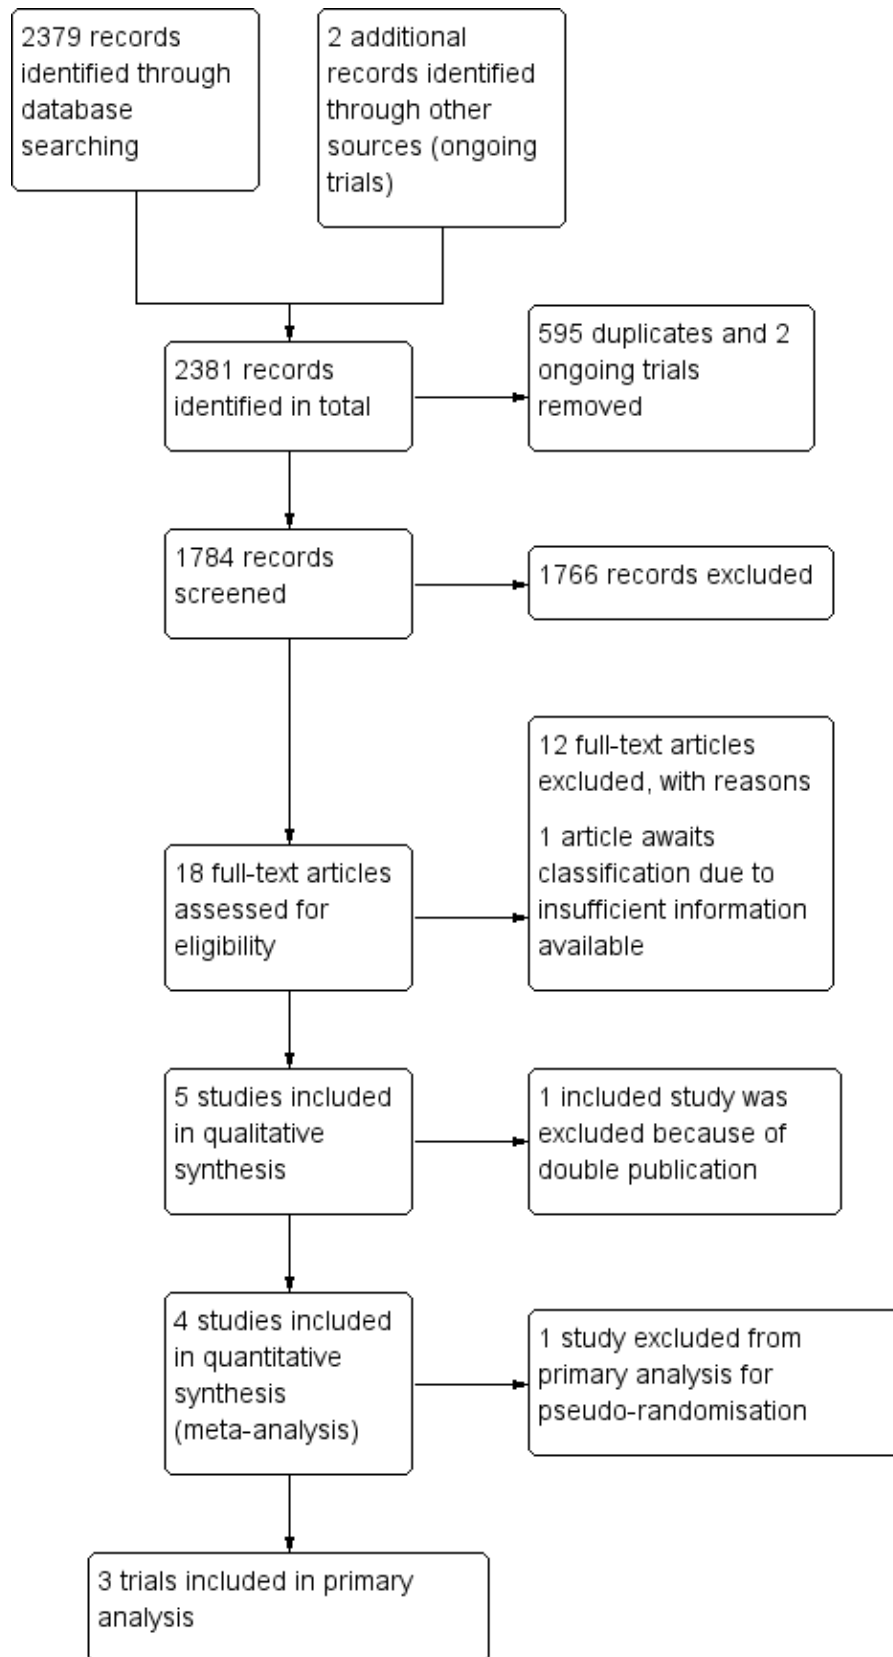 2379 records
identified through
database
searching
2 additional
records identified
through other
sources (ongoing
trials)
2381 records
identified in total
595 duplicates and 2
ongoing trials
removed
1784 records
screened
1766 records excluded
18 full-text articles
assessed for
eligibility
12 full-text articles
excluded, with reasons
1 article awaits
classification due to
insufficient information
available
5 studies included
in qualitative
synthesis
1 included study was
excluded because of
double publication
4 studies included
in quantitative
synthesis
(meta-analysis)
1 study excluded from
primary analysis for
pseudo-randomisation
3 trials included in primary
analysis